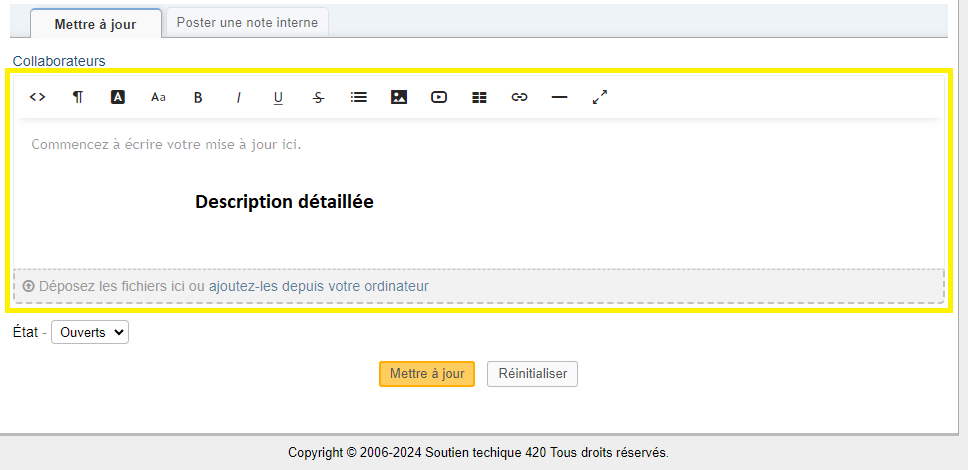 Mettre à jour
Poster une note interne
Collaborateurs
<> ¶ A Aa B I U S
Commencez à écrire votre mise à jour ici.
Description détaillée
Déposez les fichiers ici ou ajoutez-les depuis votre ordinateur
État - Ouverts
Mettre à jour Réinitialiser
Copyright © 2006-2024 Soutien techique 420 Tous droits réservés.